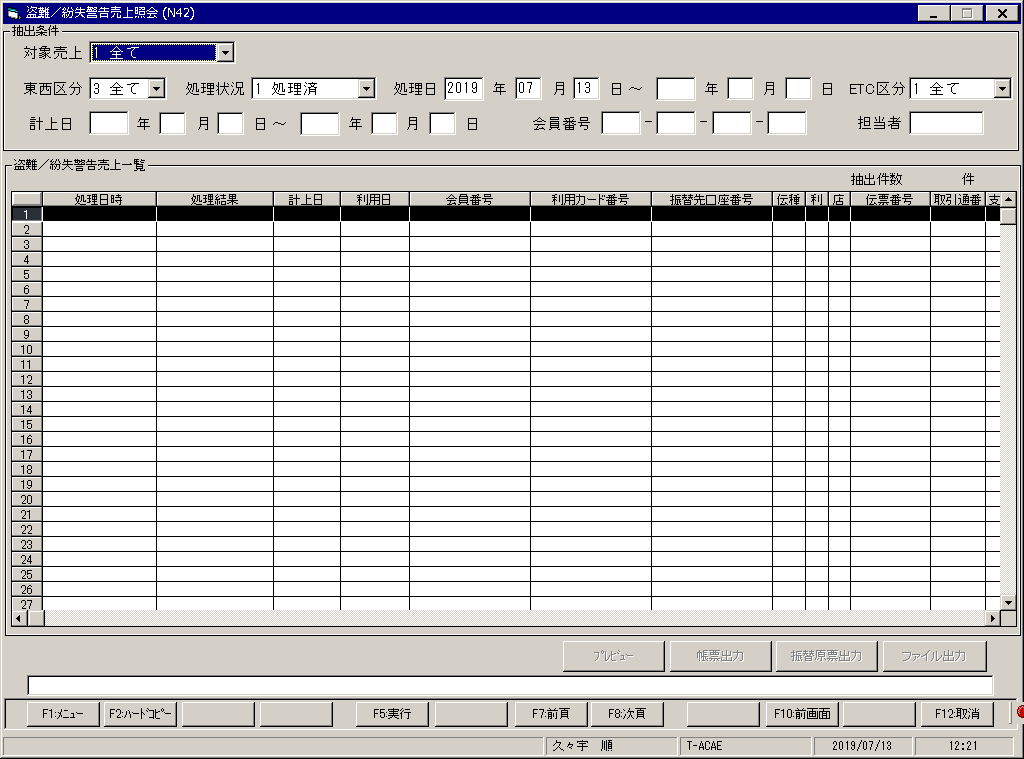 盗難／紛失警告売上照会 (N42)
抽出条件
対象売上 1 全て
東西区分 3 全て 処理状況 1 処理済 処理日 2019 年 07 月 13 日 ～ 年 月 日 ETC区分 1 全て
計上日 年 月 日 ～ 年 月 日 会員番号 - - - 担当者
盗難／紛失警告売上一覧
抽出件数 件
処理日時 処理結果 計上日 利用日 会員番号 利用カード番号 振替先口座番号 伝種 利 店 伝票番号 取引通番 支
1
2
3
4
5
6
7
8
9
10
11
12
13
14
15
16
17
18
19
20
21
22
23
24
25
26
27
ﾌﾟﾚﾋﾞｭｰ 帳票出力 振替原票出力 ファイル出力
F1:ﾒﾆｭｰ F2:ﾊｰﾄﾞｺﾋﾟｰ F5:実行 F7:前頁 F8:次頁 F10:前画面 F12:取消
久々宇 順 T-ACAE 2019/07/13 12:21